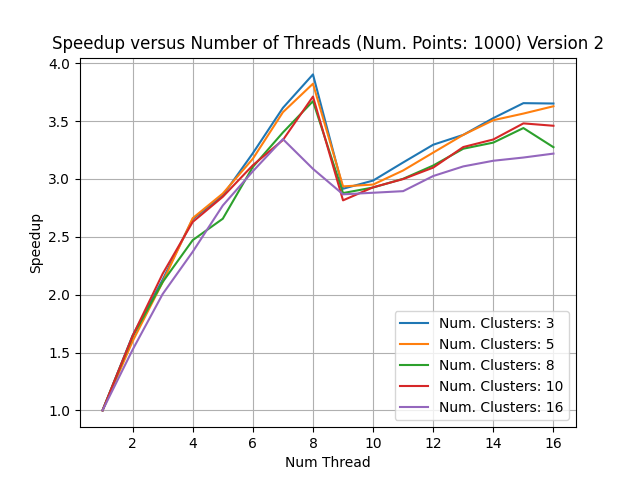 Speedup versus Number of Threads (Num. Points: 1000) Version 2
4.0
3.5
3.0
2.5
2.0
1.5
1.0
Speedup
Num. Clusters: 3
Num. Clusters: 5
Num. Clusters: 8
Num. Clusters: 10
Num. Clusters: 16
2 4 6 8 10 12 14 16
Num Thread